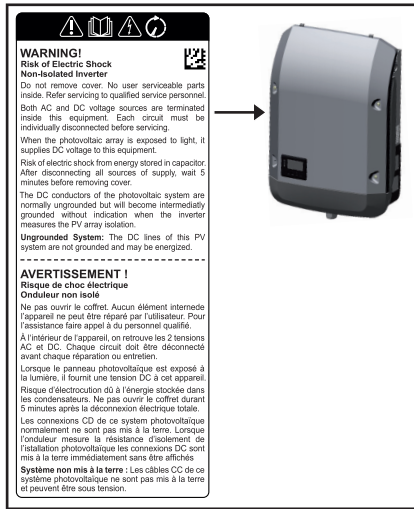 WARNING!
Risk of Electric Shock
Non-Isolated Inverter
Do not remove cover. No user serviceable parts
inside. Refer servicing to qualified service personnel.
Both AC and DC voltage sources are terminated
inside this equipment. Each circuit must be
individually disconnected before servicing.
When the photovoltaic array is exposed to light, it
supplies DC voltage to this equipment.
Risk of electric shock from energy stored in capacitor.
After disconnecting all sources of supply, wait 5
minutes before removing cover.
The DC conductors of the photovoltaic system are
normally ungrounded but will become intermediatly
grounded without indication when the inverter
measures the PV array isolation.
Ungrounded System: The DC lines of this PV
system are not grounded and may be energized.
AVERTISSEMENT !
Risque de choc électrique
Onduleur non isolé
Ne pas ouvrir le coffret. Aucun élément internede
l'appareil ne peut être réparé par l'utilisateur. Pour
l'assistance faire appel à du personnel qualifié.
À l'intérieur de l'appareil, on retrouve les 2 tensions
AC et DC. Chaque circuit doit être déconnecté
avant chaque réparation ou entretien.
Lorsque le panneau photovoltaïque est exposé à
la lumière, il fournit une tension DC à cet appareil.
Risque d'électrocution dû à l'énergie stockée dans
les condensateurs. Ne pas ouvrir le coffret durant
5 minutes après la déconnexion électrique totale.
Les connexions CD de ce system photovoltaïque
normalement ne sont pas mis à la terre. Lorsque
l'onduleur mesure la résistance d'isolement de
l'istallation photovoltaïque les connexions DC sont
mis à la terre immédiatement sans être affichés
Système non mis à la terre : Les câbles CC de ce
système photovoltaïque ne sont pas mis à la terre
et peuvent être sous tension.